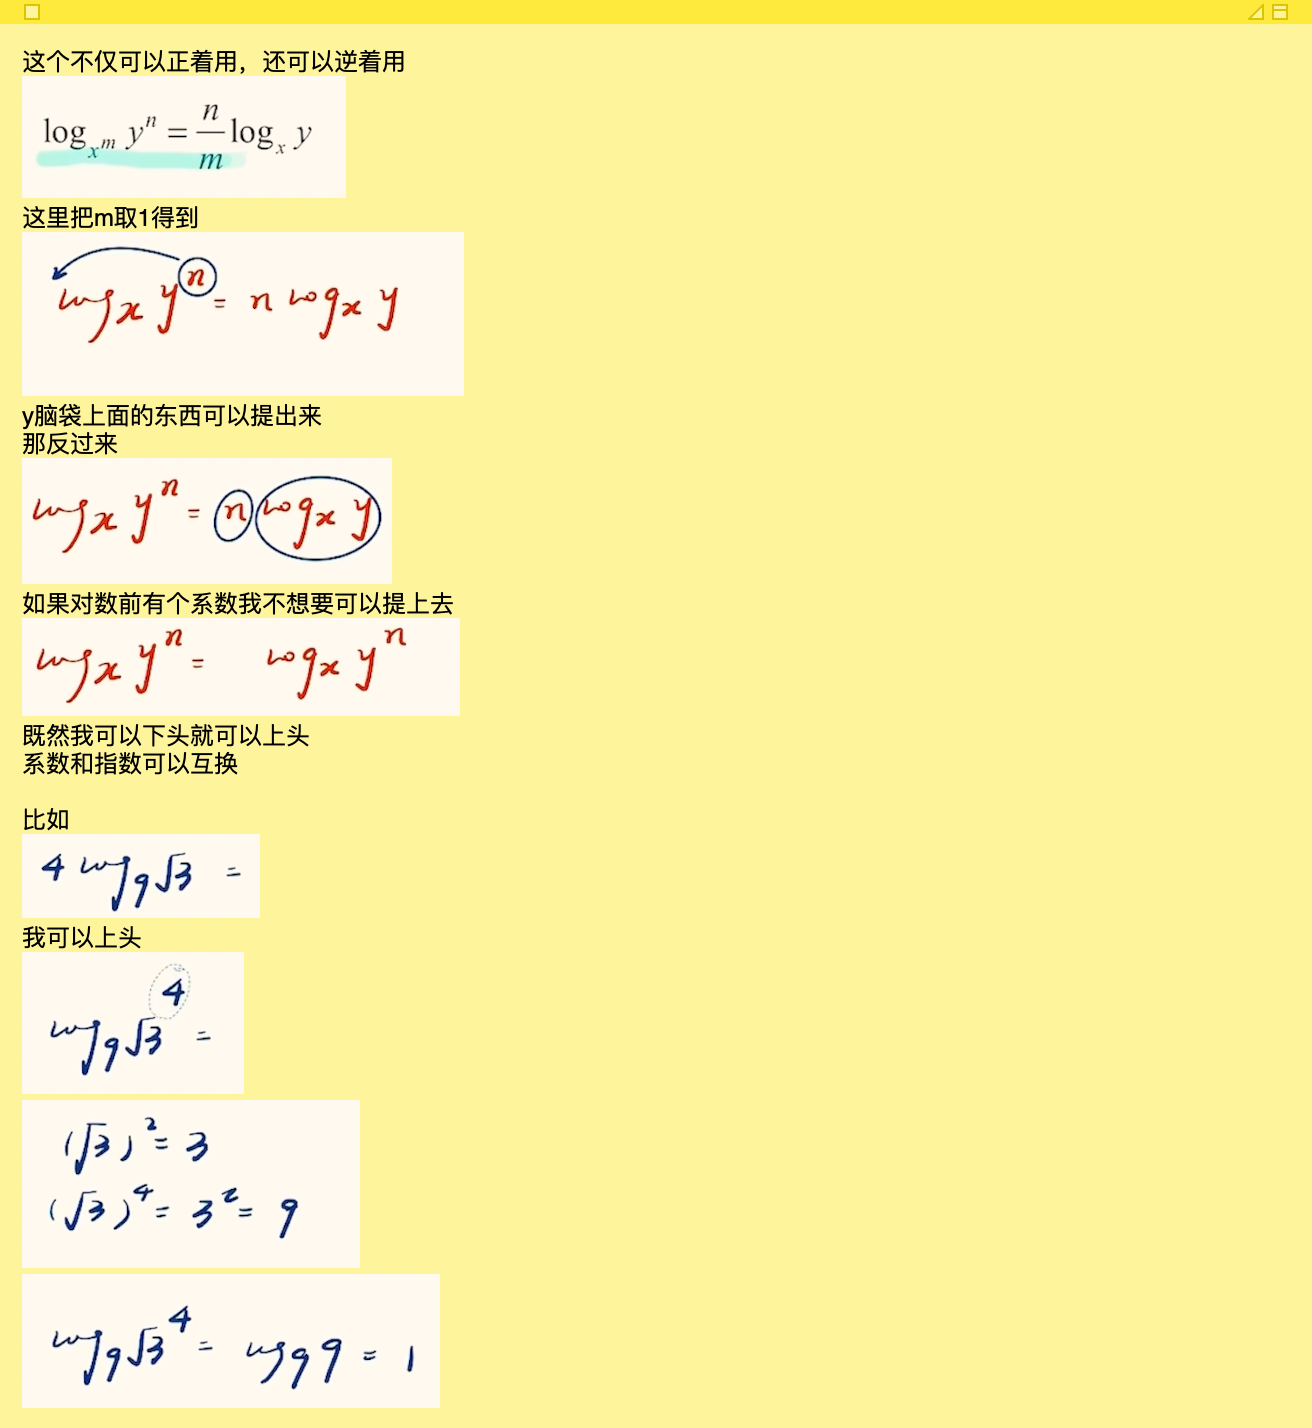 这个不仅可以正着用，还可以逆着用
log_{x^m} y^n = \frac{n}{m} log_x y
这里把m取1得到
log_x y^n = n log_x y
y脑袋上面的东西可以提出来
那反过来
log_x y^n = n log_x y
如果对数前有个系数我不想要可以提上去
log_x y^n = log_x y^n
既然我可以下头就可以上头
系数和指数可以互换
比如
4 log_9 √3 =
我可以上头
log_9 √3^4 =
(√3)^2 = 3
(√3)^4 = 3^2 = 9
log_9 √3^4 = log_9 9 = 1